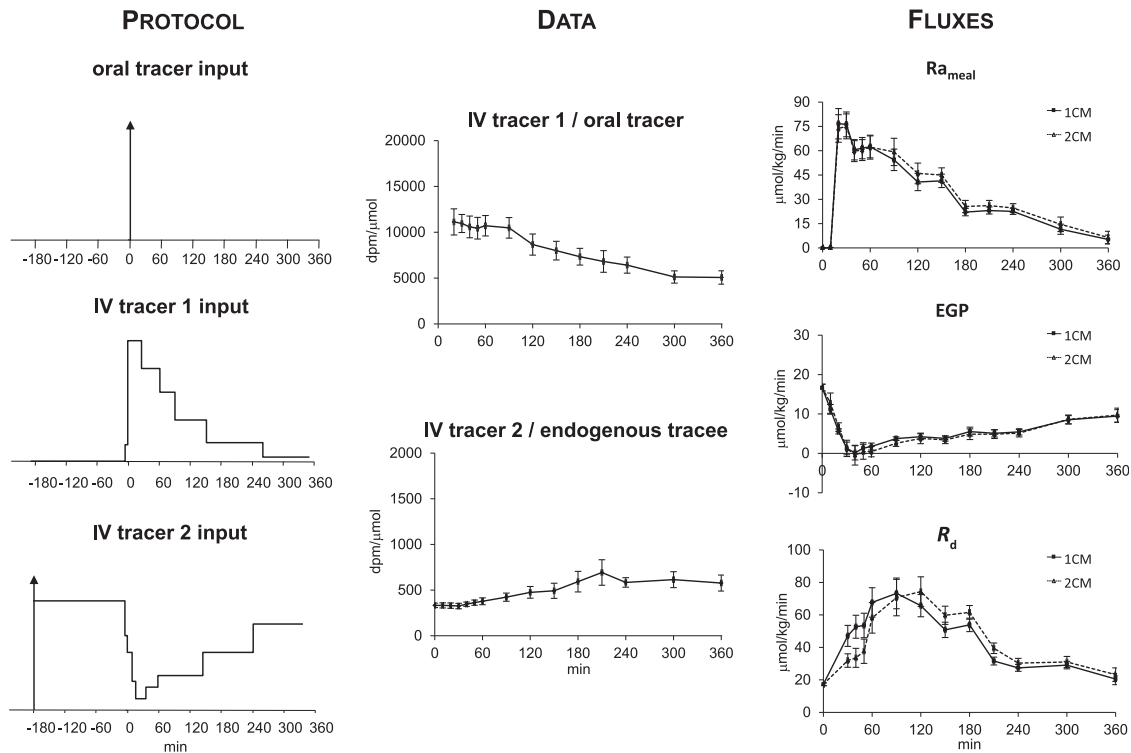 PROTOCOL
oral tracer input
-180 -120 -60 0 60 120 180 240 300 360
IV tracer 1 input
-180 -120 -60 0 60 120 180 240 300 360
IV tracer 2 input
-180 -120 -60 0 60 120 180 240 300 360
min
DATA
IV tracer 1 / oral tracer
20000
15000
10000
5000
0
dpm/μmol
0 60 120 180 240 300 360
IV tracer 2 / endogenous tracee
2000
1500
1000
500
0
dpm/μmol
0 60 120 180 240 300 360
min
FLUXES
Ra meal
90
75
60
45
30
15
0
μmol/kg/min
1CM
2CM
0 60 120 180 240 300 360
EGP
30
20
10
0
-10
μmol/kg/min
1CM
2CM
0 60 120 180 240 300 360
Rd
100
80
60
40
20
0
μmol/kg/min
1CM
2CM
0 60 120 180 240 300 360
min